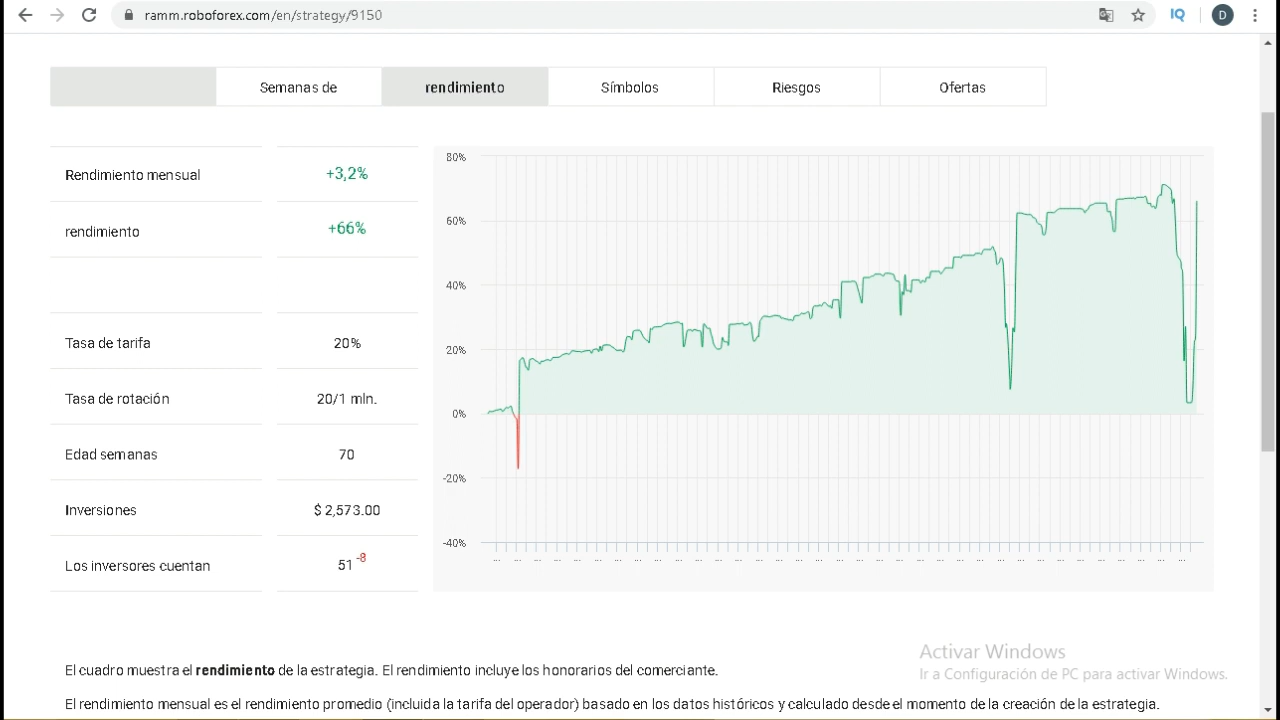 ramm.roboforex.com/en/strategy/9150
IQ
D
Semanas de
rendimiento
Símbolos
Riesgos
Ofertas
Rendimiento mensual
+3,2%
rendimiento
+66%
Tasa de tarifa
20%
Tasa de rotación
20/1 mln.
Edad semanas
70
Inversiones
$ 2,573.00
Los inversores cuentan
51 -8
80%
60%
40%
20%
0%
-20%
-40%
Activar Windows
Ir a Configuración de PC para activar Windows.
El cuadro muestra el rendimiento de la estrategia. El rendimiento incluye los honorarios del comerciante.
El rendimiento mensual es el rendimiento promedio (incluida la tarifa del operador) basado en los datos históricos y calculado desde el momento de la creación de la estrategia.